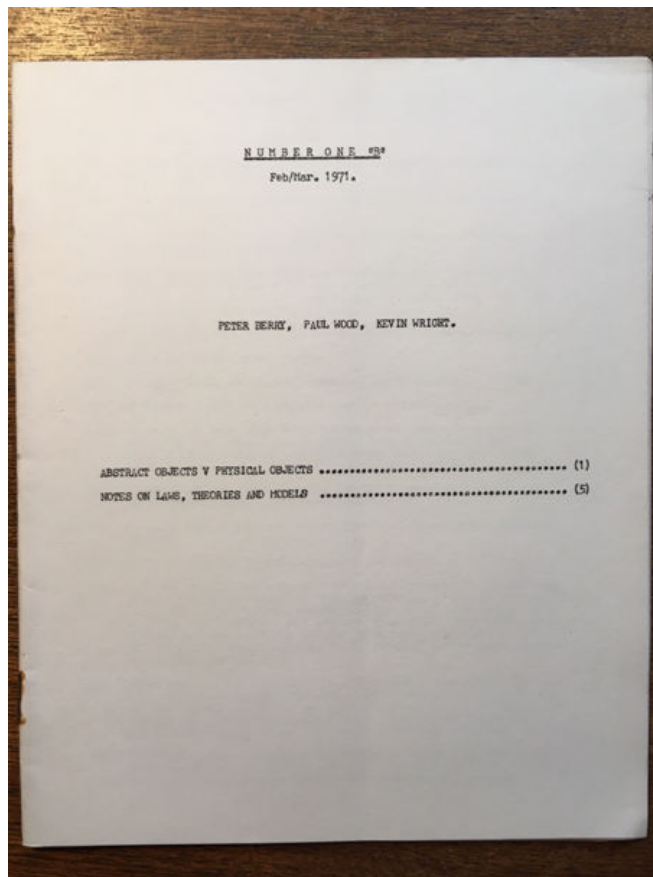 NUMBER ONE "B"
Feb/Mar. 1971.
PETER BERRY, PAUL WOOD, KEVIN WRIGHT.
ABSTRACT OBJECTS V PHYSICAL OBJECTS .......................................... (1)
NOTES ON LAWS, THEORIES AND MODELS .......................................... (5)